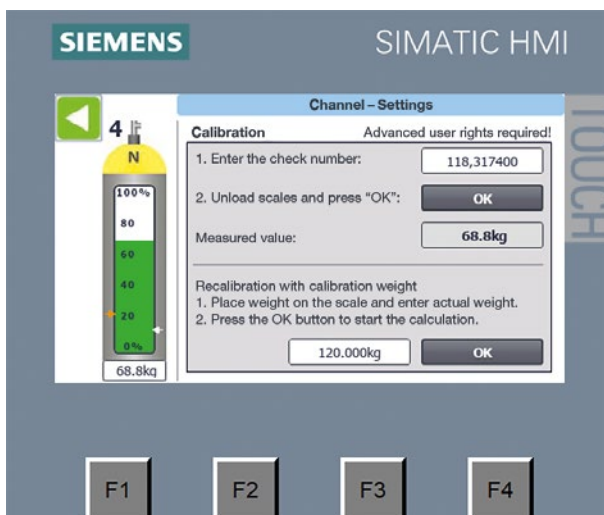 SIEMENS
SIMATIC HMI
TOUCH
Channel – Settings
4
Calibration
Advanced user rights required!
N
1. Enter the check number:
118,317400
100%
2. Unload scales and press “OK”:
OK
80
Measured value:
68.8kg
60
40
Recalibration with calibration weight
1. Place weight on the scale and enter actual weight.
20
2. Press the OK button to start the calculation.
0%
120.000kg
OK
68.8kg
F1
F2
F3
F4